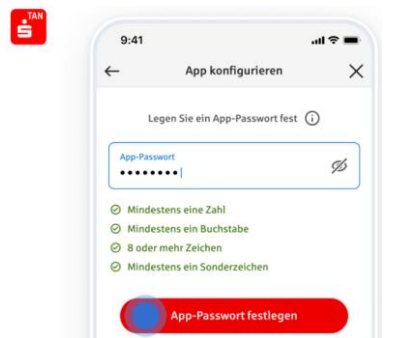 TAN
9:41
App konfigurieren
Legen Sie ein App-Passwort fest
App-Passwort
••••••••
Mindestens eine Zahl
Mindestens ein Buchstabe
8 oder mehr Zeichen
Mindestens ein Sonderzeichen
App-Passwort festlegen